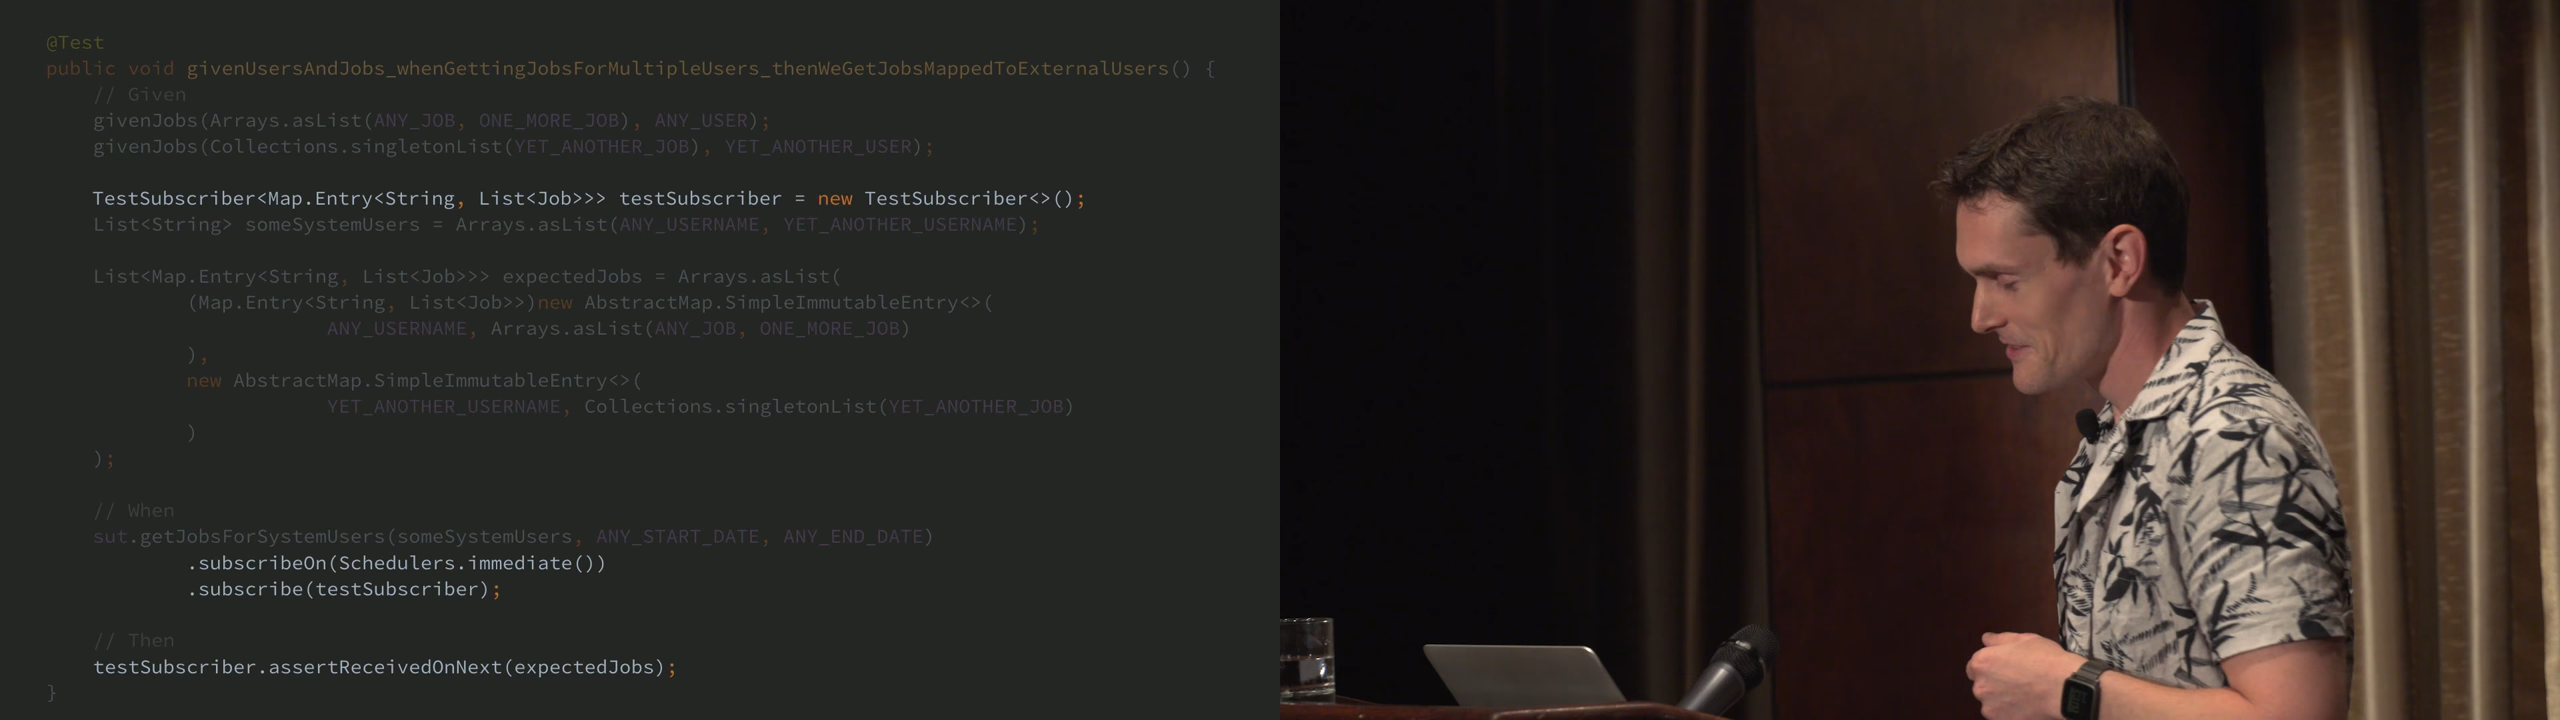 @Test
public void givenUsersAndJobs_whenGettingJobsForMultipleUsers_thenWeGetJobsMappedToExternalUsers() {
// Given
givenJobs(Arrays.asList(ANY_JOB, ONE_MORE_JOB), ANY_USER);
givenJobs(Collections.singletonList(YET_ANOTHER_JOB), YET_ANOTHER_USER);
TestSubscriber<Map.Entry<String, List<Job>>> testSubscriber = new TestSubscriber<>();
List<String> someSystemUsers = Arrays.asList(ANY_USERNAME, YET_ANOTHER_USERNAME);
List<Map.Entry<String, List<Job>>> expectedJobs = Arrays.asList(
(Map.Entry<String, List<Job>>)new AbstractMap.SimpleImmutableEntry<>(
ANY_USERNAME, Arrays.asList(ANY_JOB, ONE_MORE_JOB)
),
new AbstractMap.SimpleImmutableEntry<>(
YET_ANOTHER_USERNAME, Collections.singletonList(YET_ANOTHER_JOB)
)
);
// When
sut.getJobsForSystemUsers(someSystemUsers, ANY_START_DATE, ANY_END_DATE)
.subscribeOn(Schedulers.immediate())
.subscribe(testSubscriber);
// Then
testSubscriber.assertReceivedOnNext(expectedJobs);
}